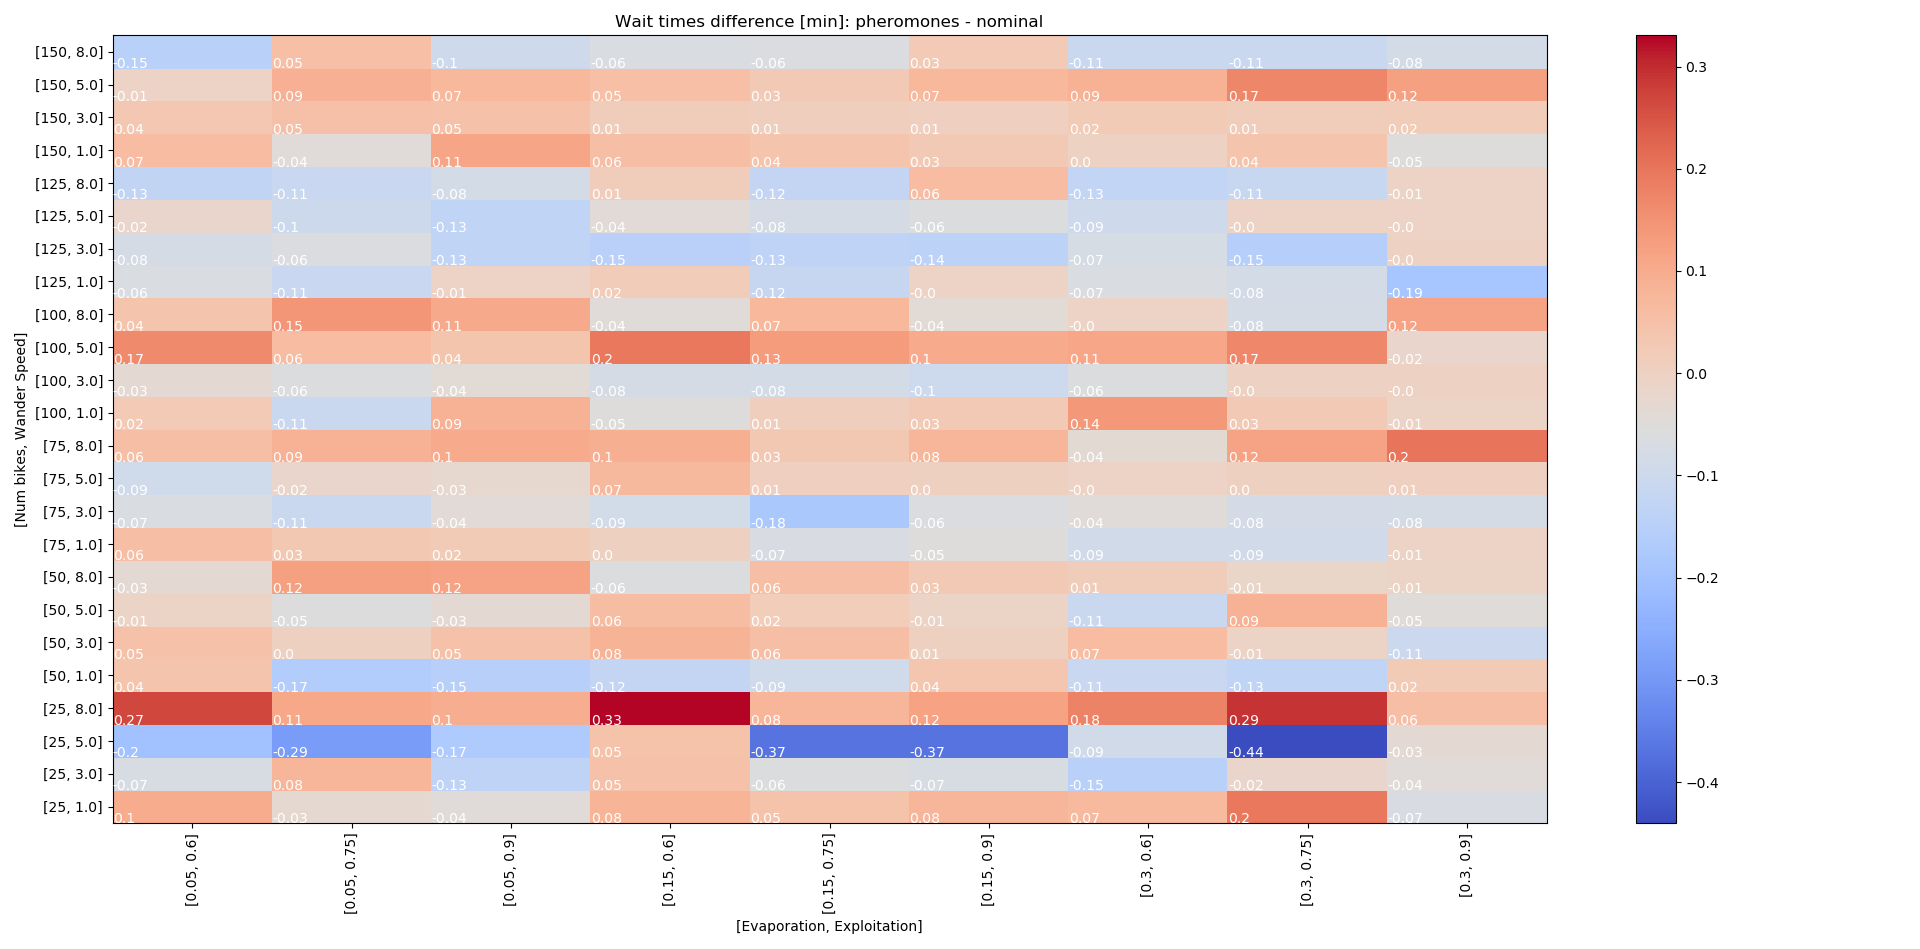 Wait times difference [min]: pheromones - nominal
[Num bikes, Wander Speed]
[150, 8.0] -0.15 0.05 -0.1 -0.06 -0.06 0.03 -0.11 -0.11 -0.08
[150, 5.0] -0.01 0.09 0.07 0.05 0.03 0.07 0.09 0.17 0.12
[150, 3.0] 0.04 0.05 0.05 0.01 0.01 0.01 0.02 0.01 0.02
[150, 1.0] 0.07 -0.04 0.11 0.06 0.04 0.03 0.0 0.04 -0.05
[125, 8.0] -0.13 -0.11 -0.08 0.01 -0.12 0.06 -0.13 -0.11 -0.01
[125, 5.0] -0.02 -0.1 -0.13 -0.04 -0.08 -0.06 -0.09 -0.0 -0.0
[125, 3.0] -0.08 -0.06 -0.13 -0.15 -0.13 -0.14 -0.07 -0.15 -0.0
[125, 1.0] -0.06 -0.11 -0.01 0.02 -0.12 -0.0 -0.07 -0.08 -0.19
[100, 8.0] 0.04 0.15 0.11 -0.04 0.07 -0.04 -0.0 -0.08 0.12
[100, 5.0] 0.17 0.06 0.04 0.2 0.13 0.1 0.11 0.17 -0.02
[100, 3.0] -0.03 -0.06 -0.04 -0.08 -0.08 -0.1 -0.06 -0.0 -0.0
[100, 1.0] 0.02 -0.11 0.09 -0.05 0.01 0.03 0.14 0.03 -0.01
[75, 8.0] 0.06 0.09 0.1 0.1 0.03 0.08 -0.04 0.12 0.2
[75, 5.0] -0.09 -0.02 -0.03 0.07 0.01 0.0 -0.0 0.0 0.01
[75, 3.0] -0.07 -0.11 -0.04 -0.09 -0.18 -0.06 -0.04 -0.08 -0.08
[75, 1.0] 0.06 0.03 0.02 0.0 -0.07 -0.05 -0.09 -0.09 -0.01
[50, 8.0] -0.03 0.12 0.12 -0.06 0.06 0.03 0.01 -0.01 -0.01
[50, 5.0] -0.01 -0.05 -0.03 0.06 0.02 -0.01 -0.11 0.09 -0.05
[50, 3.0] 0.05 0.0 0.05 0.08 0.06 0.01 0.07 -0.01 -0.11
[50, 1.0] 0.04 -0.17 -0.15 -0.12 -0.09 0.04 -0.11 -0.13 0.02
[25, 8.0] 0.27 0.11 0.1 0.33 0.08 0.12 0.18 0.29 0.06
[25, 5.0] -0.2 -0.29 -0.17 0.05 -0.37 -0.37 -0.09 -0.44 -0.03
[25, 3.0] -0.07 0.08 -0.13 0.05 -0.06 -0.07 -0.15 -0.02 -0.04
[25, 1.0] 0.1 -0.03 -0.04 0.08 0.05 0.08 0.07 0.2 -0.07
[0.05, 0.6] [0.05, 0.75] [0.05, 0.9] [0.15, 0.6] [0.15, 0.75] [0.15, 0.9] [0.3, 0.6] [0.3, 0.75] [0.3, 0.9]
[Evaporation, Exploitation]
0.3
0.2
0.1
0.0
−0.1
−0.2
−0.3
−0.4